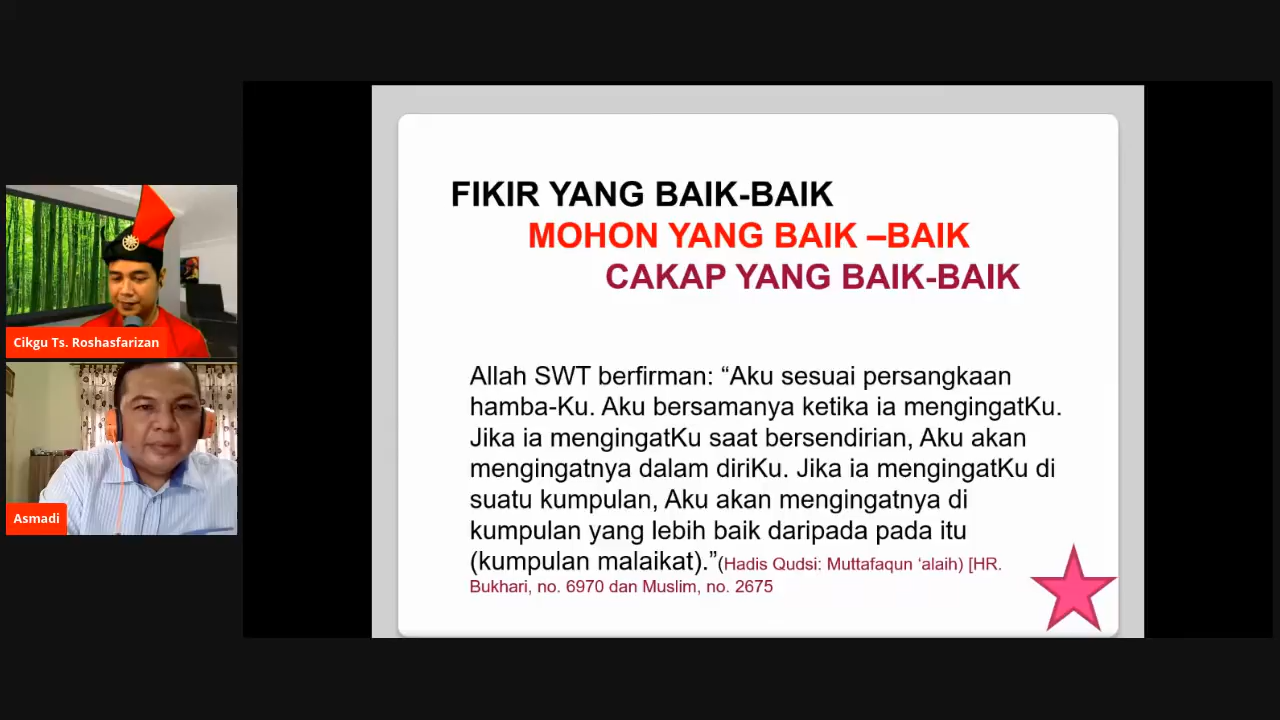 FIKIR YANG BAIK-BAIK
MOHON YANG BAIK –BAIK
CAKAP YANG BAIK-BAIK
Allah SWT berfirman: “Aku sesuai persangkaan
hamba-Ku. Aku bersamanya ketika ia mengingatKu.
Jika ia mengingatKu saat bersendirian, Aku akan
mengingatnya dalam diriKu. Jika ia mengingatKu di
suatu kumpulan, Aku akan mengingatnya di
kumpulan yang lebih baik daripada pada itu
(kumpulan malaikat).”(Hadis Qudsi: Muttafaqun ‘alaih) [HR.
Bukhari, no. 6970 dan Muslim, no. 2675
Cikgu Ts. Roshasfarizan
Asmadi